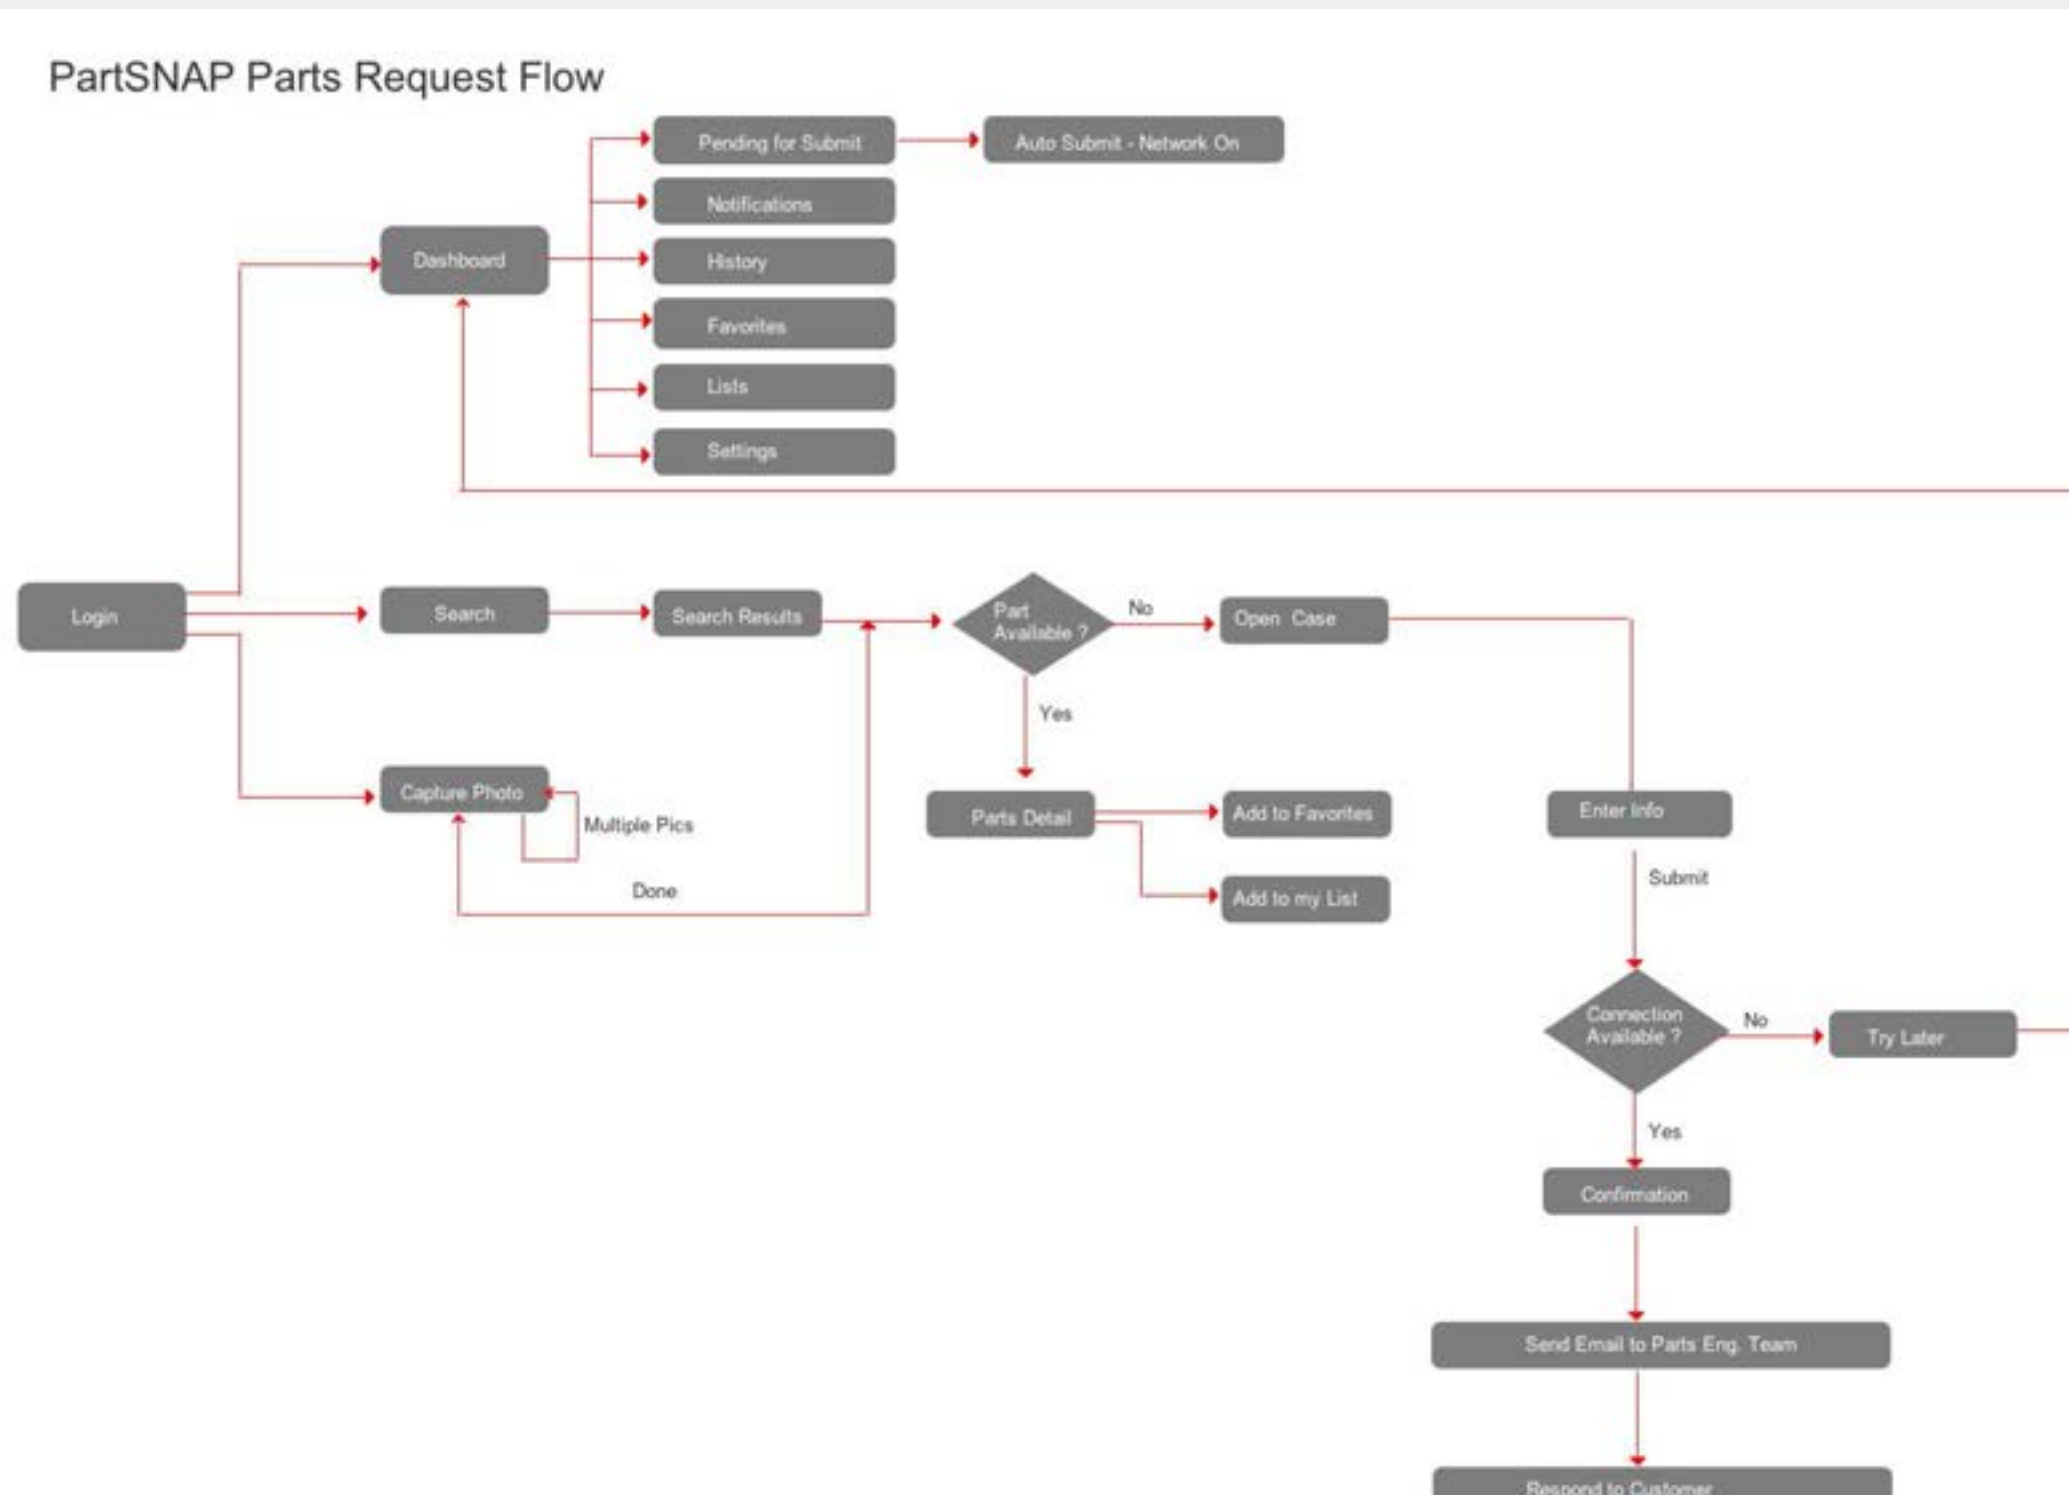 PartSNAP Parts Request Flow
Pending for Submit
Auto Submit - Network On
Notifications
Dashboard
History
Favorites
Lists
Settings
Login
Search
Search Results
Part
Available ?
No
Open Case
Yes
Capture Photo
Multiple Pics
Done
Parts Detail
Add to Favorites
Add to my List
Enter Info
Submit
Connection
Available ?
No
Try Later
Yes
Confirmation
Send Email to Parts Eng. Team
Respond to Customer